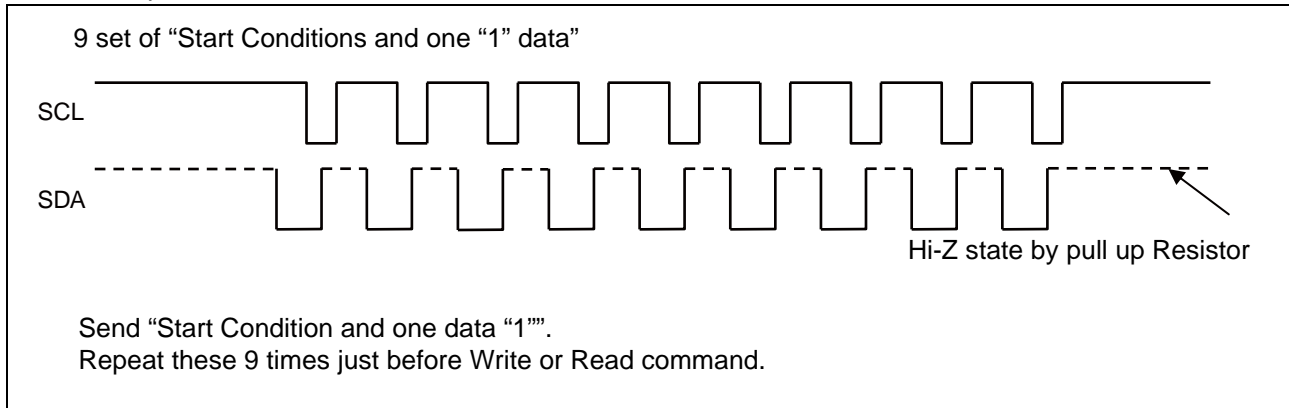 9 set of “Start Conditions and one “1” data”
SCL
SDA
Hi-Z state by pull up Resistor
Send “Start Condition and one data “1””.
Repeat these 9 times just before Write or Read command.